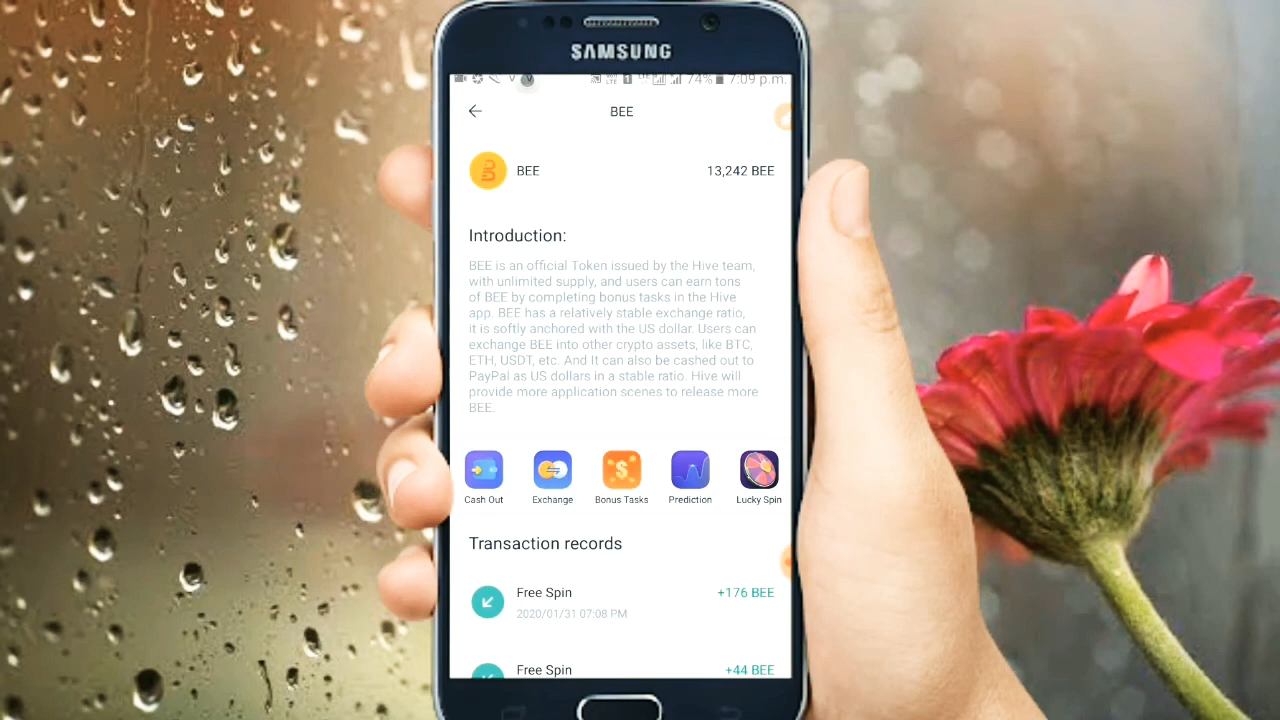 SAMSUNG
74% 7:09 p.m.
BEE
BEE 13,242 BEE
Introduction:
BEE is an official Token issued by the Hive team,
with unlimited supply, and users can earn tons
of BEE by completing bonus tasks in the Hive
app. BEE has a relatively stable exchange ratio,
it is softly anchored with the US dollar. Users can
exchange BEE into other crypto assets, like BTC,
ETH, USDT, etc. And It can also be cashed out to
PayPal as US dollars in a stable ratio. Hive will
provide more application scenes to release more
BEE.
Cash Out Exchange Bonus Tasks Prediction Lucky Spin
Transaction records
Free Spin +176 BEE
2020/01/31 07:08 PM
Free Spin +44 BEE